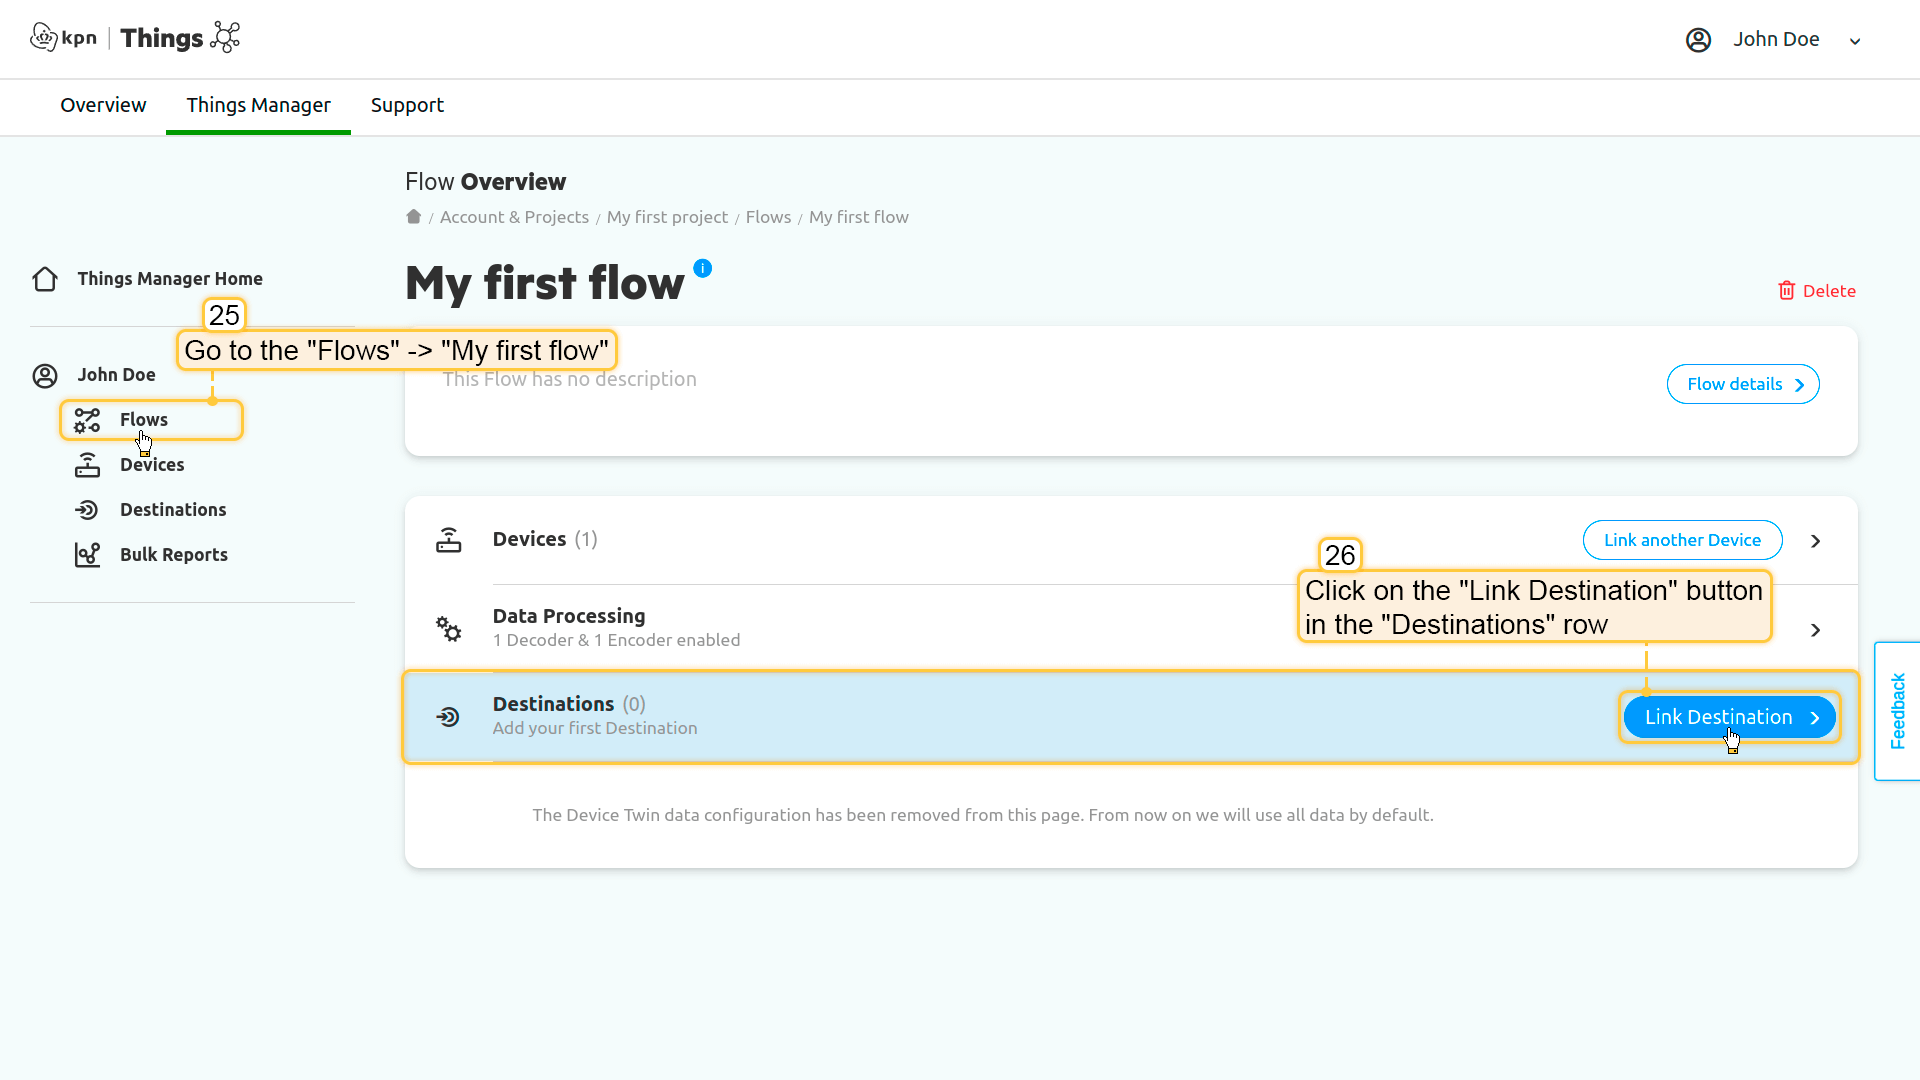 kpn | Things
John Doe
Overview
Things Manager
Support
Flow Overview
/ Account & Projects / My first project / Flows / My first flow
My first flow i
Delete
Things Manager Home
25
Go to the "Flows" -> "My first flow"
John Doe
Flows
Devices
Destinations
Bulk Reports
This Flow has no description
Flow details
Devices (1)
Link another Device
26
Click on the "Link Destination" button
in the "Destinations" row
Data Processing
1 Decoder & 1 Encoder enabled
Destinations (0)
Add your first Destination
Link Destination
The Device Twin data configuration has been removed from this page. From now on we will use all data by default.
Feedback